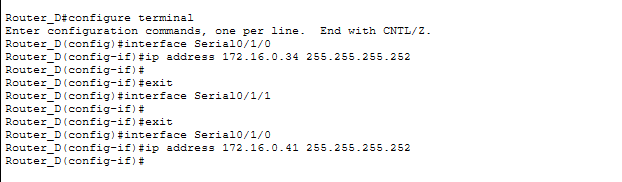 Router_D#configure terminal
Enter configuration commands, one per line.  End with CNTL/Z.
Router_D(config)#interface Serial0/1/0
Router_D(config-if)#ip address 172.16.0.34 255.255.255.252
Router_D(config-if)#
Router_D(config-if)#exit
Router_D(config)#interface Serial0/1/1
Router_D(config-if)#
Router_D(config-if)#exit
Router_D(config)#interface Serial0/1/0
Router_D(config-if)#ip address 172.16.0.41 255.255.255.252
Router_D(config-if)#